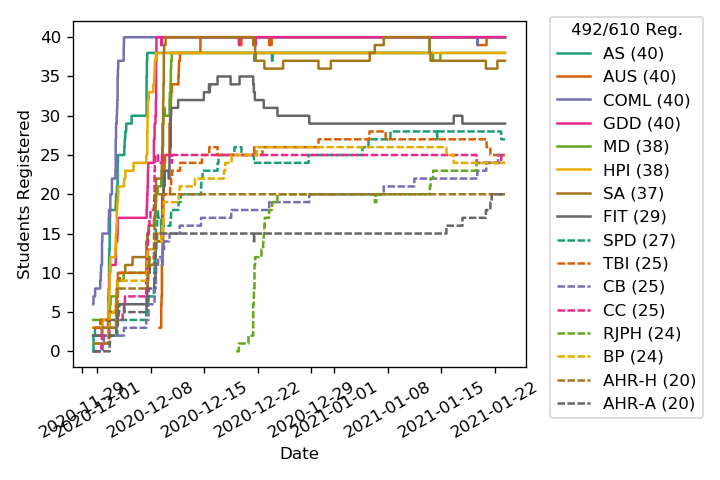 492/610 Reg.
AS (40)
AUS (40)
COML (40)
GDD (40)
MD (38)
HPI (38)
SA (37)
FIT (29)
SPD (27)
TBI (25)
CB (25)
CC (25)
RJPH (24)
BP (24)
AHR-H (20)
AHR-A (20)
Students Registered
40
35
30
25
20
15
10
5
0
2020-11-29
2020-12-01
2020-12-08
2020-12-15
2020-12-22
2020-12-29
2021-01-01
2021-01-08
2021-01-15
2021-01-22
Date